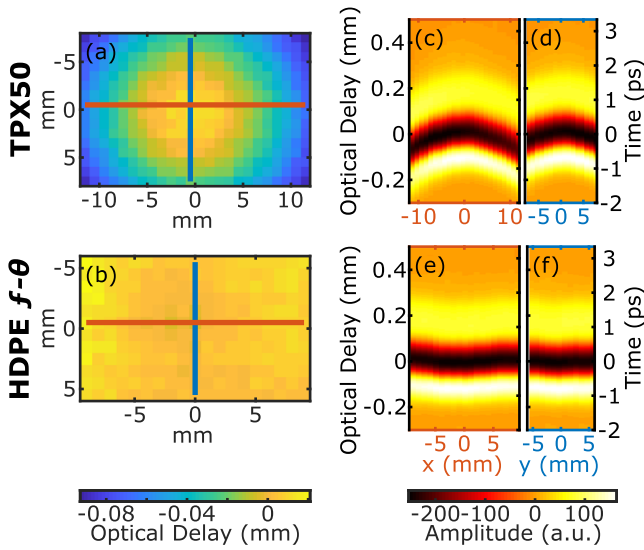 TPX50
(a)
-5
0
5
mm
-10 -5 0 5 10
mm
(c)
0.4
0.2
0
-0.2
Optical Delay (mm)
-10 0 10
(d)
3
2
1
0
-1
-2
Time (ps)
-5 0 5
HDPE ƒ-θ
(b)
-5
0
5
mm
-5 0 5
mm
(e)
0.4
0.2
0
-0.2
Optical Delay (mm)
-5 0 5
x (mm)
(f)
3
2
1
0
-1
-2
Time (ps)
-5 0 5
y (mm)
-0.08 -0.04 0
Optical Delay (mm)
-200 -100 0 100
Amplitude (a.u.)